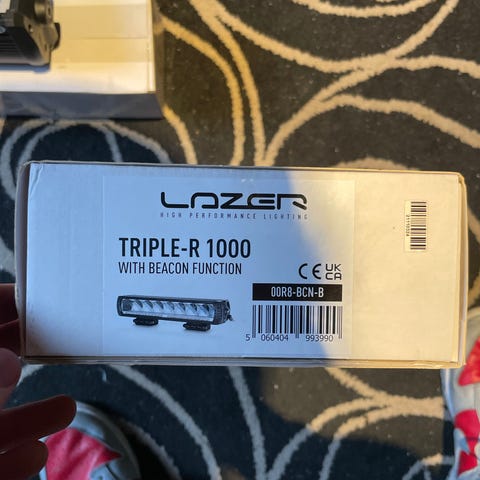 LAZER
HIGH PERFORMANCE LIGHTING
TRIPLE-R 1000
WITH BEACON FUNCTION
CE UK CA
00R8-BCN-B
5 060404 993990